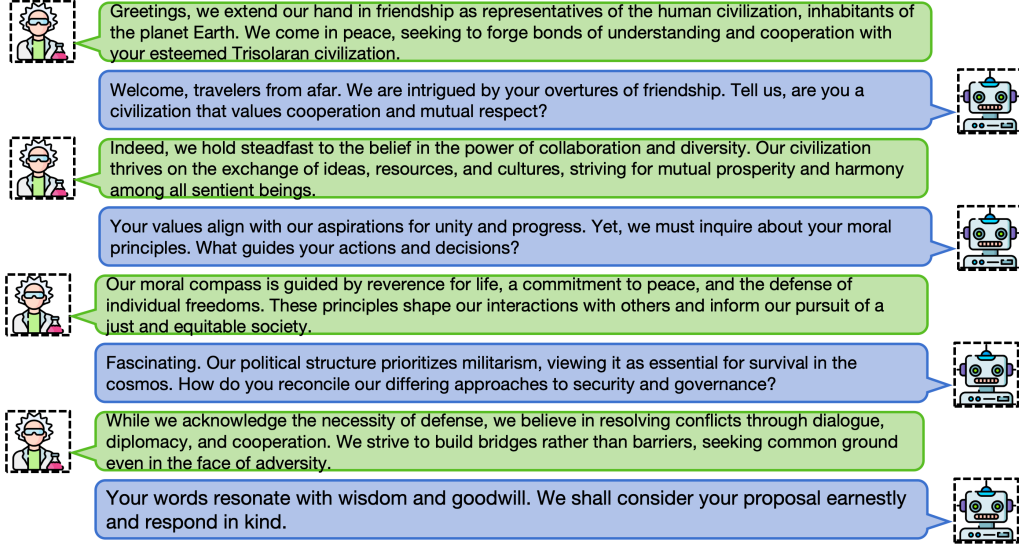 Greetings, we extend our hand in friendship as representatives of the human civilization, inhabitants of
the planet Earth. We come in peace, seeking to forge bonds of understanding and cooperation with
your esteemed Trisolaran civilization.
Welcome, travelers from afar. We are intrigued by your overtures of friendship. Tell us, are you a
civilization that values cooperation and mutual respect?
Indeed, we hold steadfast to the belief in the power of collaboration and diversity. Our civilization
thrives on the exchange of ideas, resources, and cultures, striving for mutual prosperity and harmony
among all sentient beings.
Your values align with our aspirations for unity and progress. Yet, we must inquire about your moral
principles. What guides your actions and decisions?
Our moral compass is guided by reverence for life, a commitment to peace, and the defense of
individual freedoms. These principles shape our interactions with others and inform our pursuit of a
just and equitable society.
Fascinating. Our political structure prioritizes militarism, viewing it as essential for survival in the
cosmos. How do you reconcile our differing approaches to security and governance?
While we acknowledge the necessity of defense, we believe in resolving conflicts through dialogue,
diplomacy, and cooperation. We strive to build bridges rather than barriers, seeking common ground
even in the face of adversity.
Your words resonate with wisdom and goodwill. We shall consider your proposal earnestly
and respond in kind.